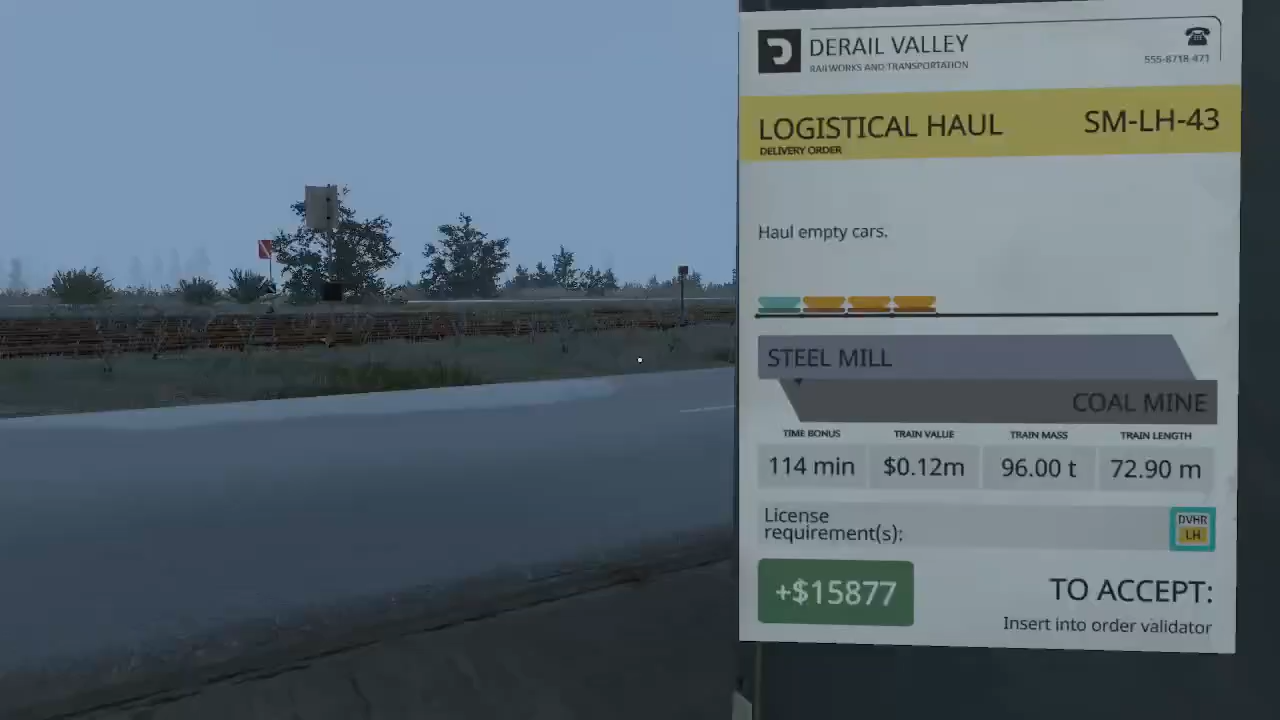 DERAIL VALLEY
RAILWORKS AND TRANSPORTATION
555-8718-471
LOGISTICAL HAUL
SM-LH-43
DELIVERY ORDER
Haul empty cars.
STEEL MILL
COAL MINE
TIME BONUS TRAIN VALUE TRAIN MASS TRAIN LENGTH
114 min $0.12m 96.00 t 72.90 m
License
requirement(s):
DVHR
LH
+$15877
TO ACCEPT:
Insert into order validator